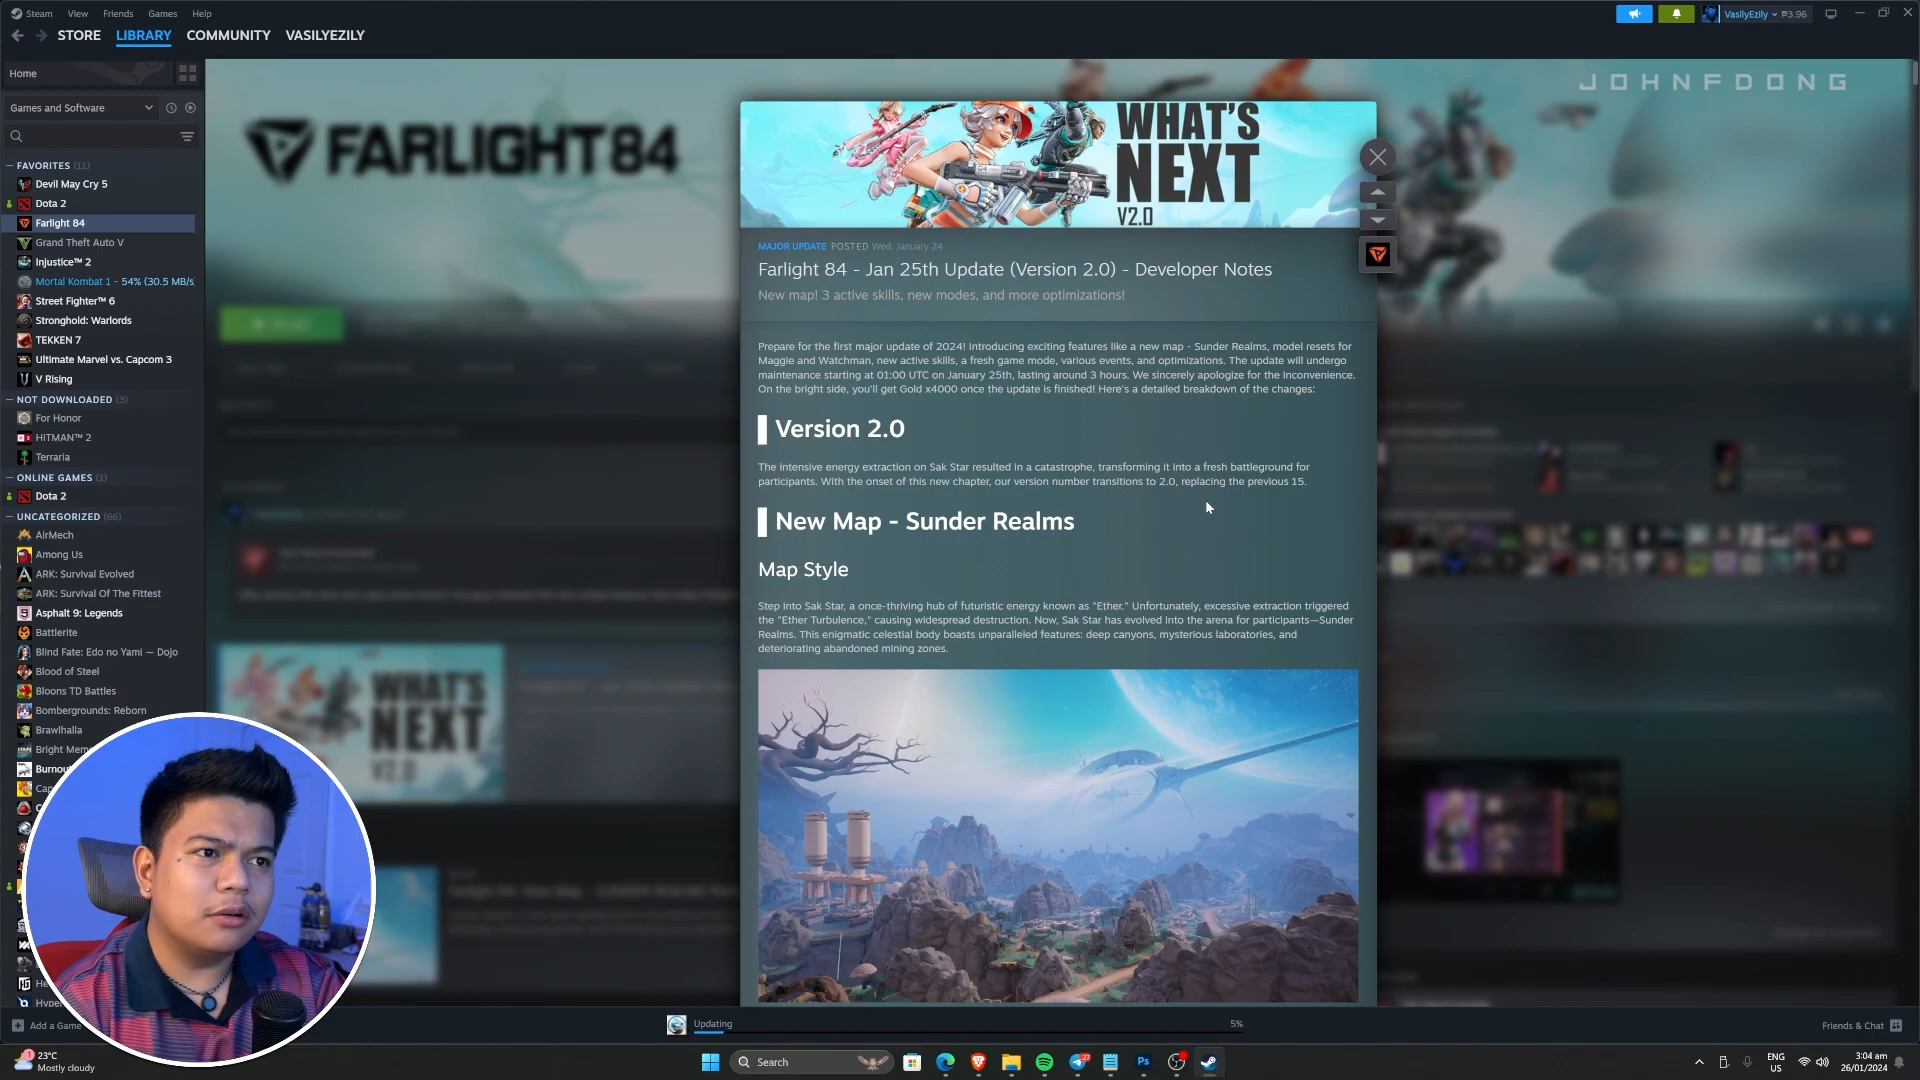 Steam View Friends Games Help
VasilyEzily ₱3.96
STORE LIBRARY COMMUNITY VASILYEZILY
JOHNFDONG
Home
Games and Software
FAVORITES (11)
Devil May Cry 5
Dota 2
Farlight 84
Grand Theft Auto V
Injustice™ 2
Mortal Kombat 1 - 54% (30.5 MB/s
Street Fighter™ 6
Stronghold: Warlords
TEKKEN 7
Ultimate Marvel vs. Capcom 3
V Rising
NOT DOWNLOADED (3)
For Honor
HITMAN™ 2
Terraria
ONLINE GAMES (1)
Dota 2
UNCATEGORIZED (66)
AirMech
Among Us
ARK: Survival Evolved
ARK: Survival Of The Fittest
Asphalt 9: Legends
Battlerite
Blind Fate: Edo no Yami — Dojo
Blood of Steel
Bloons TD Battles
Bombergrounds: Reborn
Brawlhalla
Bright Mem
Burnou
Cap
C
He
Hype
Add a Game
FARLIGHT84
WHAT'S
NEXT
V2.0
MAJOR UPDATE POSTED Wed, January 24
Farlight 84 - Jan 25th Update (Version 2.0) - Developer Notes
New map! 3 active skills, new modes, and more optimizations!
Prepare for the first major update of 2024! Introducing exciting features like a new map - Sunder Realms, model resets for
Maggie and Watchman, new active skills, a fresh game mode, various events, and optimizations. The update will undergo
maintenance starting at 01:00 UTC on January 25th, lasting around 3 hours. We sincerely apologize for the inconvenience.
On the bright side, you'll get Gold x4000 once the update is finished! Here's a detailed breakdown of the changes:
Version 2.0
The intensive energy extraction on Sak Star resulted in a catastrophe, transforming it into a fresh battleground for
participants. With the onset of this new chapter, our version number transitions to 2.0, replacing the previous 15.
New Map - Sunder Realms
Map Style
Step into Sak Star, a once-thriving hub of futuristic energy known as "Ether." Unfortunately, excessive extraction triggered
the "Ether Turbulence," causing widespread destruction. Now, Sak Star has evolved into the arena for participants—Sunder
Realms. This enigmatic celestial body boasts unparalleled features: deep canyons, mysterious laboratories, and
deteriorating abandoned mining zones.
WHAT'S
NEXT
V2.0
Updating 5%
Friends & Chat
23°C
Mostly cloudy
Search
27
Ps
ENG
US
3:04 am
26/01/2024